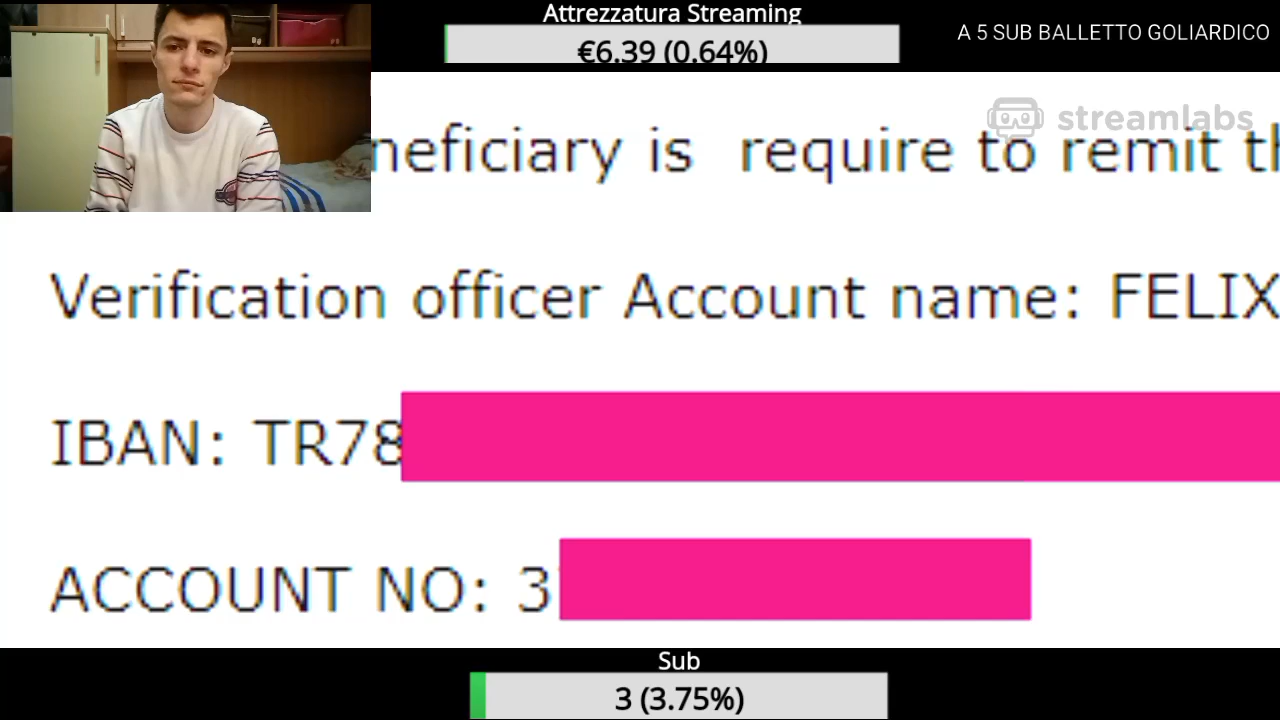 Attrezzatura Streaming
€6.39 (0.64%)
A 5 SUB BALLETTO GOLIARDICO
streamlabs
neficiary is require to remit th
Verification officer Account name: FELIX
IBAN: TR78
ACCOUNT NO: 3
Sub
3 (3.75%)